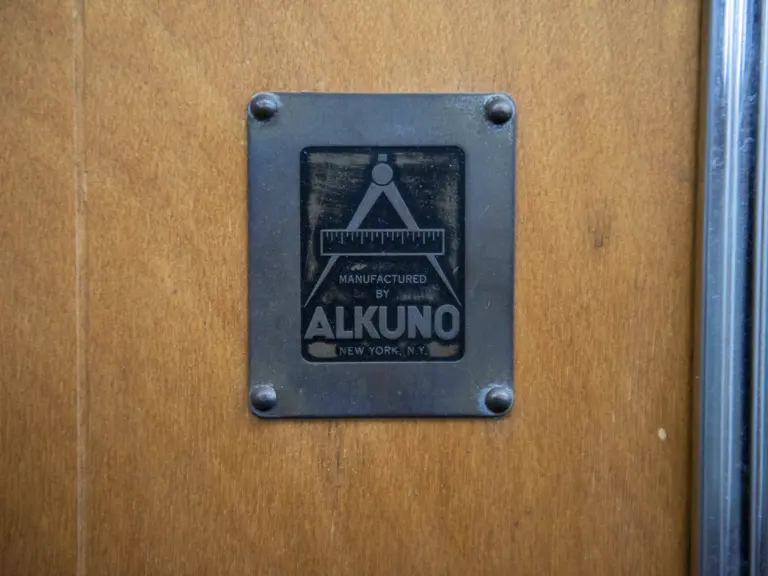 MANUFACTURED
BY
ALKUNO
NEW YORK, N.Y.